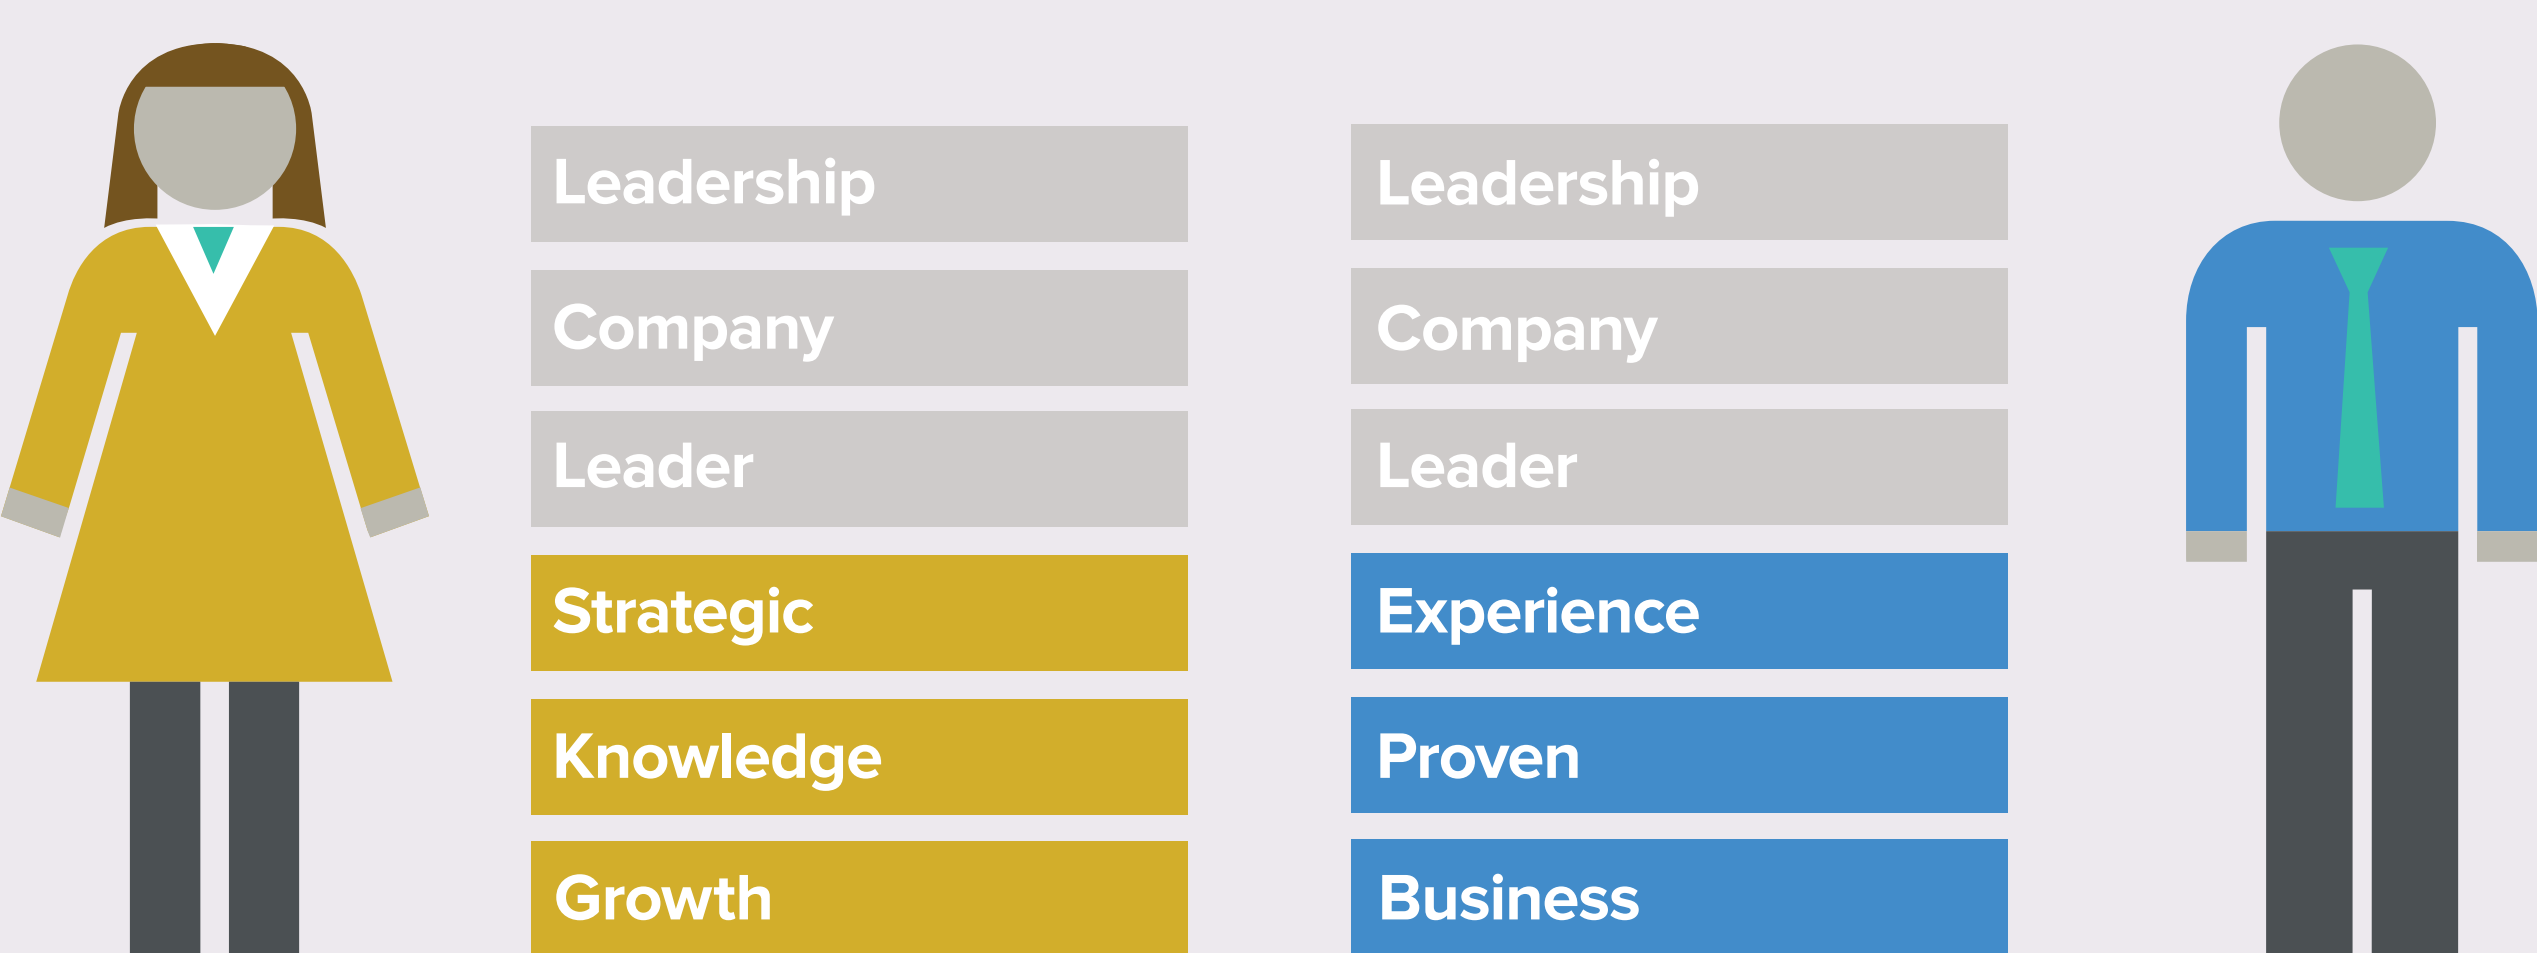 Leadership
Company
Leader
Strategic
Knowledge
Growth
Leadership
Company
Leader
Experience
Proven
Business